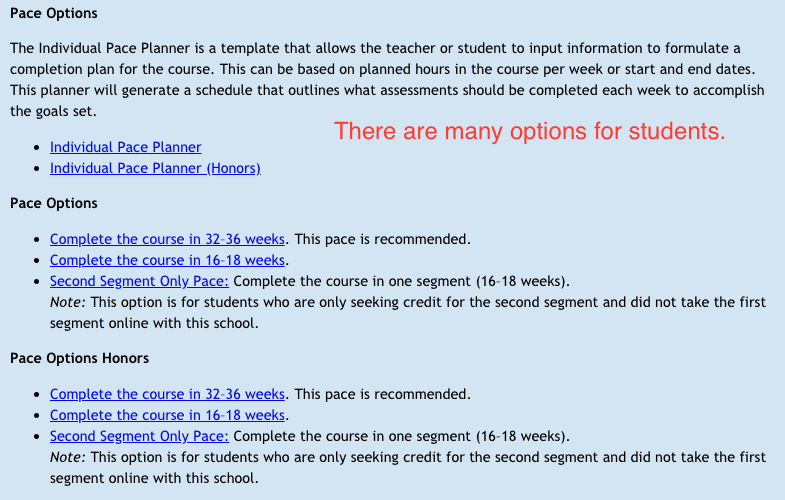 Pace Options
The Individual Pace Planner is a template that allows the teacher or student to input information to formulate a
completion plan for the course. This can be based on planned hours in the course per week or start and end dates.
This planner will generate a schedule that outlines what assessments should be completed each week to accomplish
the goals set.
There are many options for students.
• Individual Pace Planner
• Individual Pace Planner (Honors)
Pace Options
• Complete the course in 32–36 weeks. This pace is recommended.
• Complete the course in 16–18 weeks.
• Second Segment Only Pace: Complete the course in one segment (16–18 weeks).
Note: This option is for students who are only seeking credit for the second segment and did not take the first
segment online with this school.
Pace Options Honors
• Complete the course in 32–36 weeks. This pace is recommended.
• Complete the course in 16–18 weeks.
• Second Segment Only Pace: Complete the course in one segment (16–18 weeks).
Note: This option is for students who are only seeking credit for the second segment and did not take the first
segment online with this school.